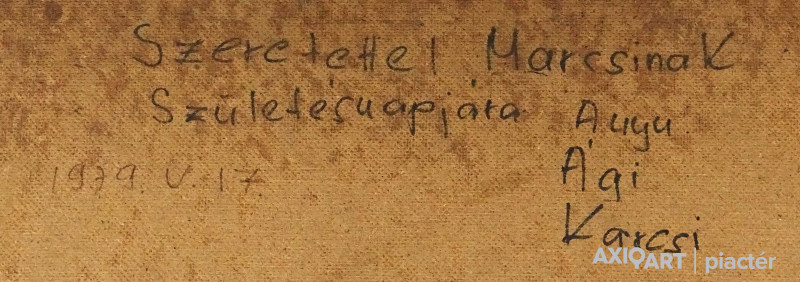 Szeretettel Marcsinak
Születésnapjára Anyu
1979. V. 17.
Ági
Karcsi
AXIOART | piactér